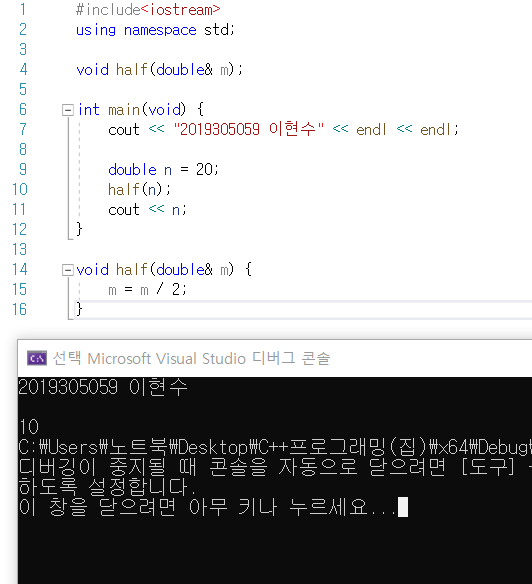 1 #include<iostream>
2 using namespace std;
3
4 void half(double& m);
5
6 int main(void) {
7 cout << "2019305059 이현수" << endl << endl;
8
9 double n = 20;
10 half(n);
11 cout << n;
12 }
13
14 void half(double& m) {
15 m = m / 2;
16 }
C:\ 선택 Microsoft Visual Studio 디버그 콘솔
2019305059 이현수
10
C:₩Users₩노트북₩Desktop₩C++프로그래밍(집)₩x64₩Debug₩
디버깅이 중지될 때 콘솔을 자동으로 닫으려면 [도구] -
하도록 설정합니다.
이 창을 닫으려면 아무 키나 누르세요...